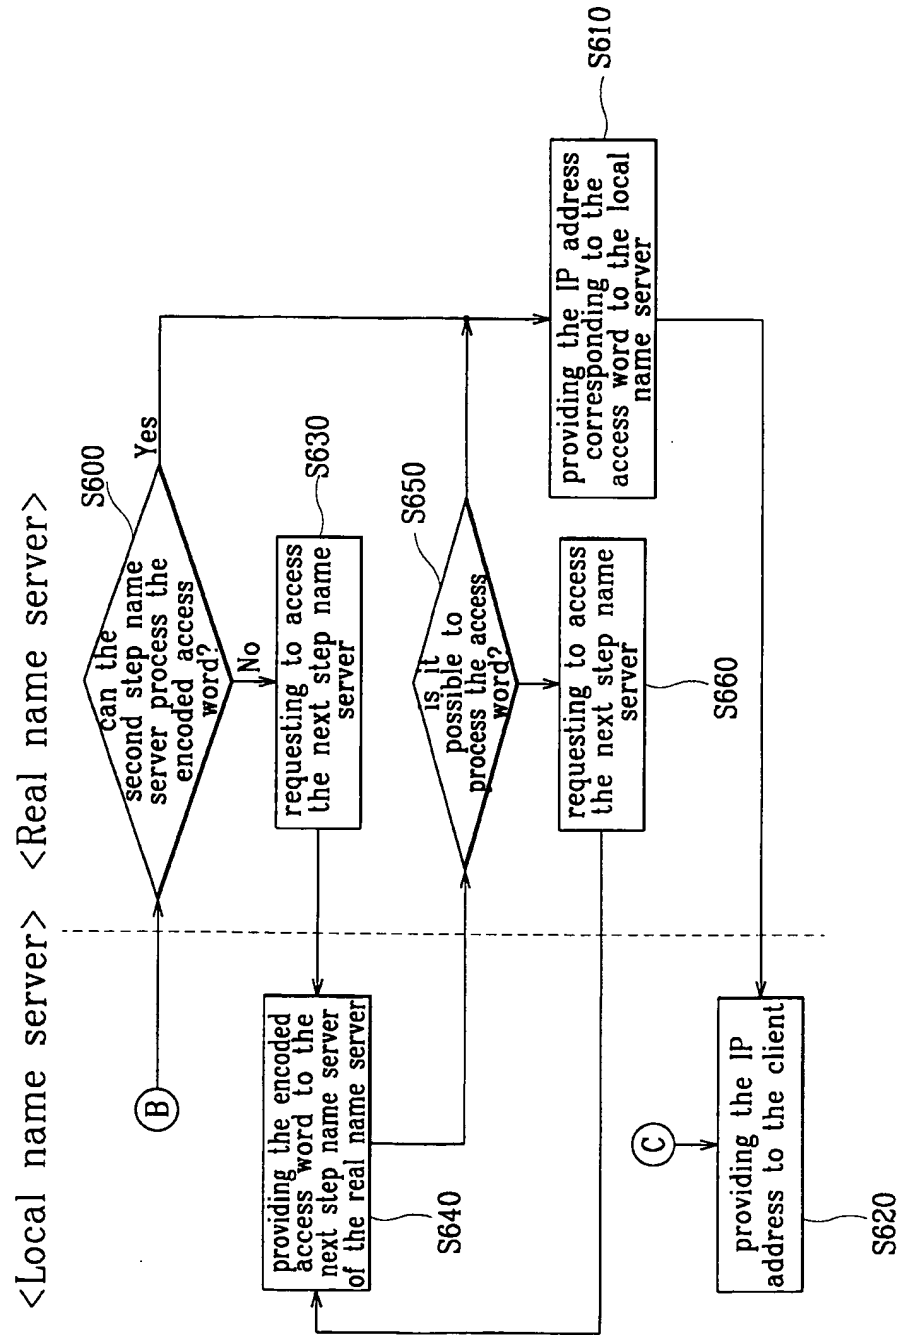 <Local name server>
<Real name server>
B
can the
second step name
server process the
encoded access
word?
S600
Yes
No
requesting to access
the next step name
server
S630
providing the encoded
access word to the
next step name server
of the real name server
S640
is it
possible to
process the access
word?
S650
requesting to access
the next step name
server
S660
providing the IP address
corresponding to the
access word to the local
name server
S610
C
providing the IP
address to the client
S620